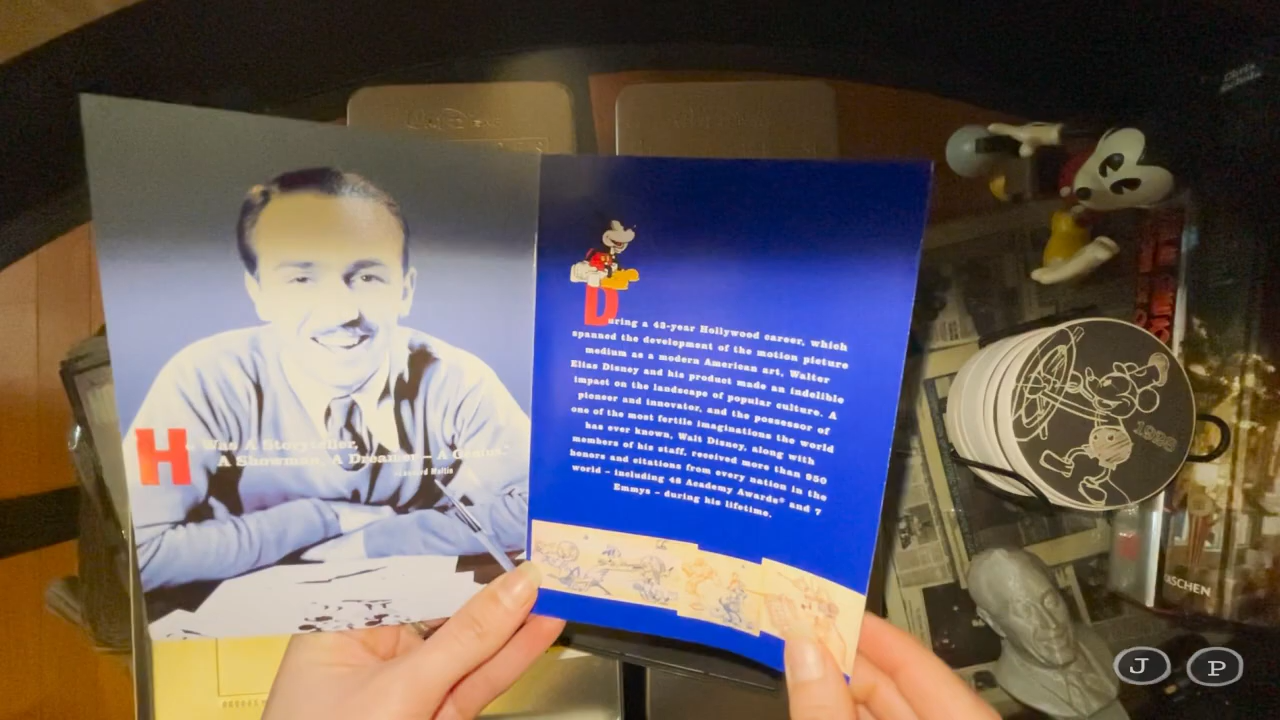 He Was A Storyteller,
A Showman, A Dreamer – A Genius."
Leonard Maltin
During a 43-year Hollywood career, which
spanned the development of the motion picture
medium as a modern American art, Walter
Elias Disney and his product made an indelible
impact on the landscape of popular culture. A
pioneer and innovator, and the possessor of
one of the most fertile imaginations the world
has ever known, Walt Disney, along with
members of his staff, received more than 950
honors and citations from every nation in the
world – including 48 Academy Awards® and 7
Emmys – during his lifetime.
1928
TASCHEN
J P